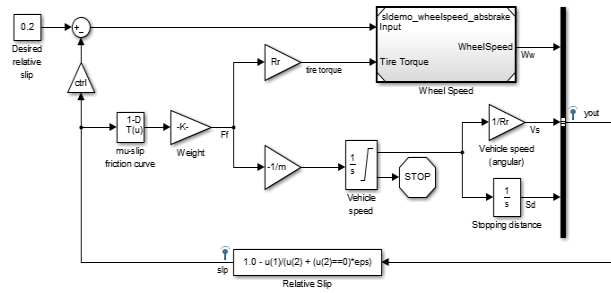 0.2
Desired
relative
slip
+
-
ctrl
sldemo_wheelspeed_absbrake
Input
WheelSpeed
Tire Torque
Ww
Wheel Speed
Rr
tire torque
1-D
T(u)
mu-slip
friction curve
-K-
Weight
Ff
-1/m
1
s
Vehicle
speed
STOP
1/Rr
Vs
Vehicle speed
(angular)
1
s
Sd
Stopping distance
yout
slp
1.0 - u(1)/(u(2) + (u(2)==0)*eps)
Relative Slip